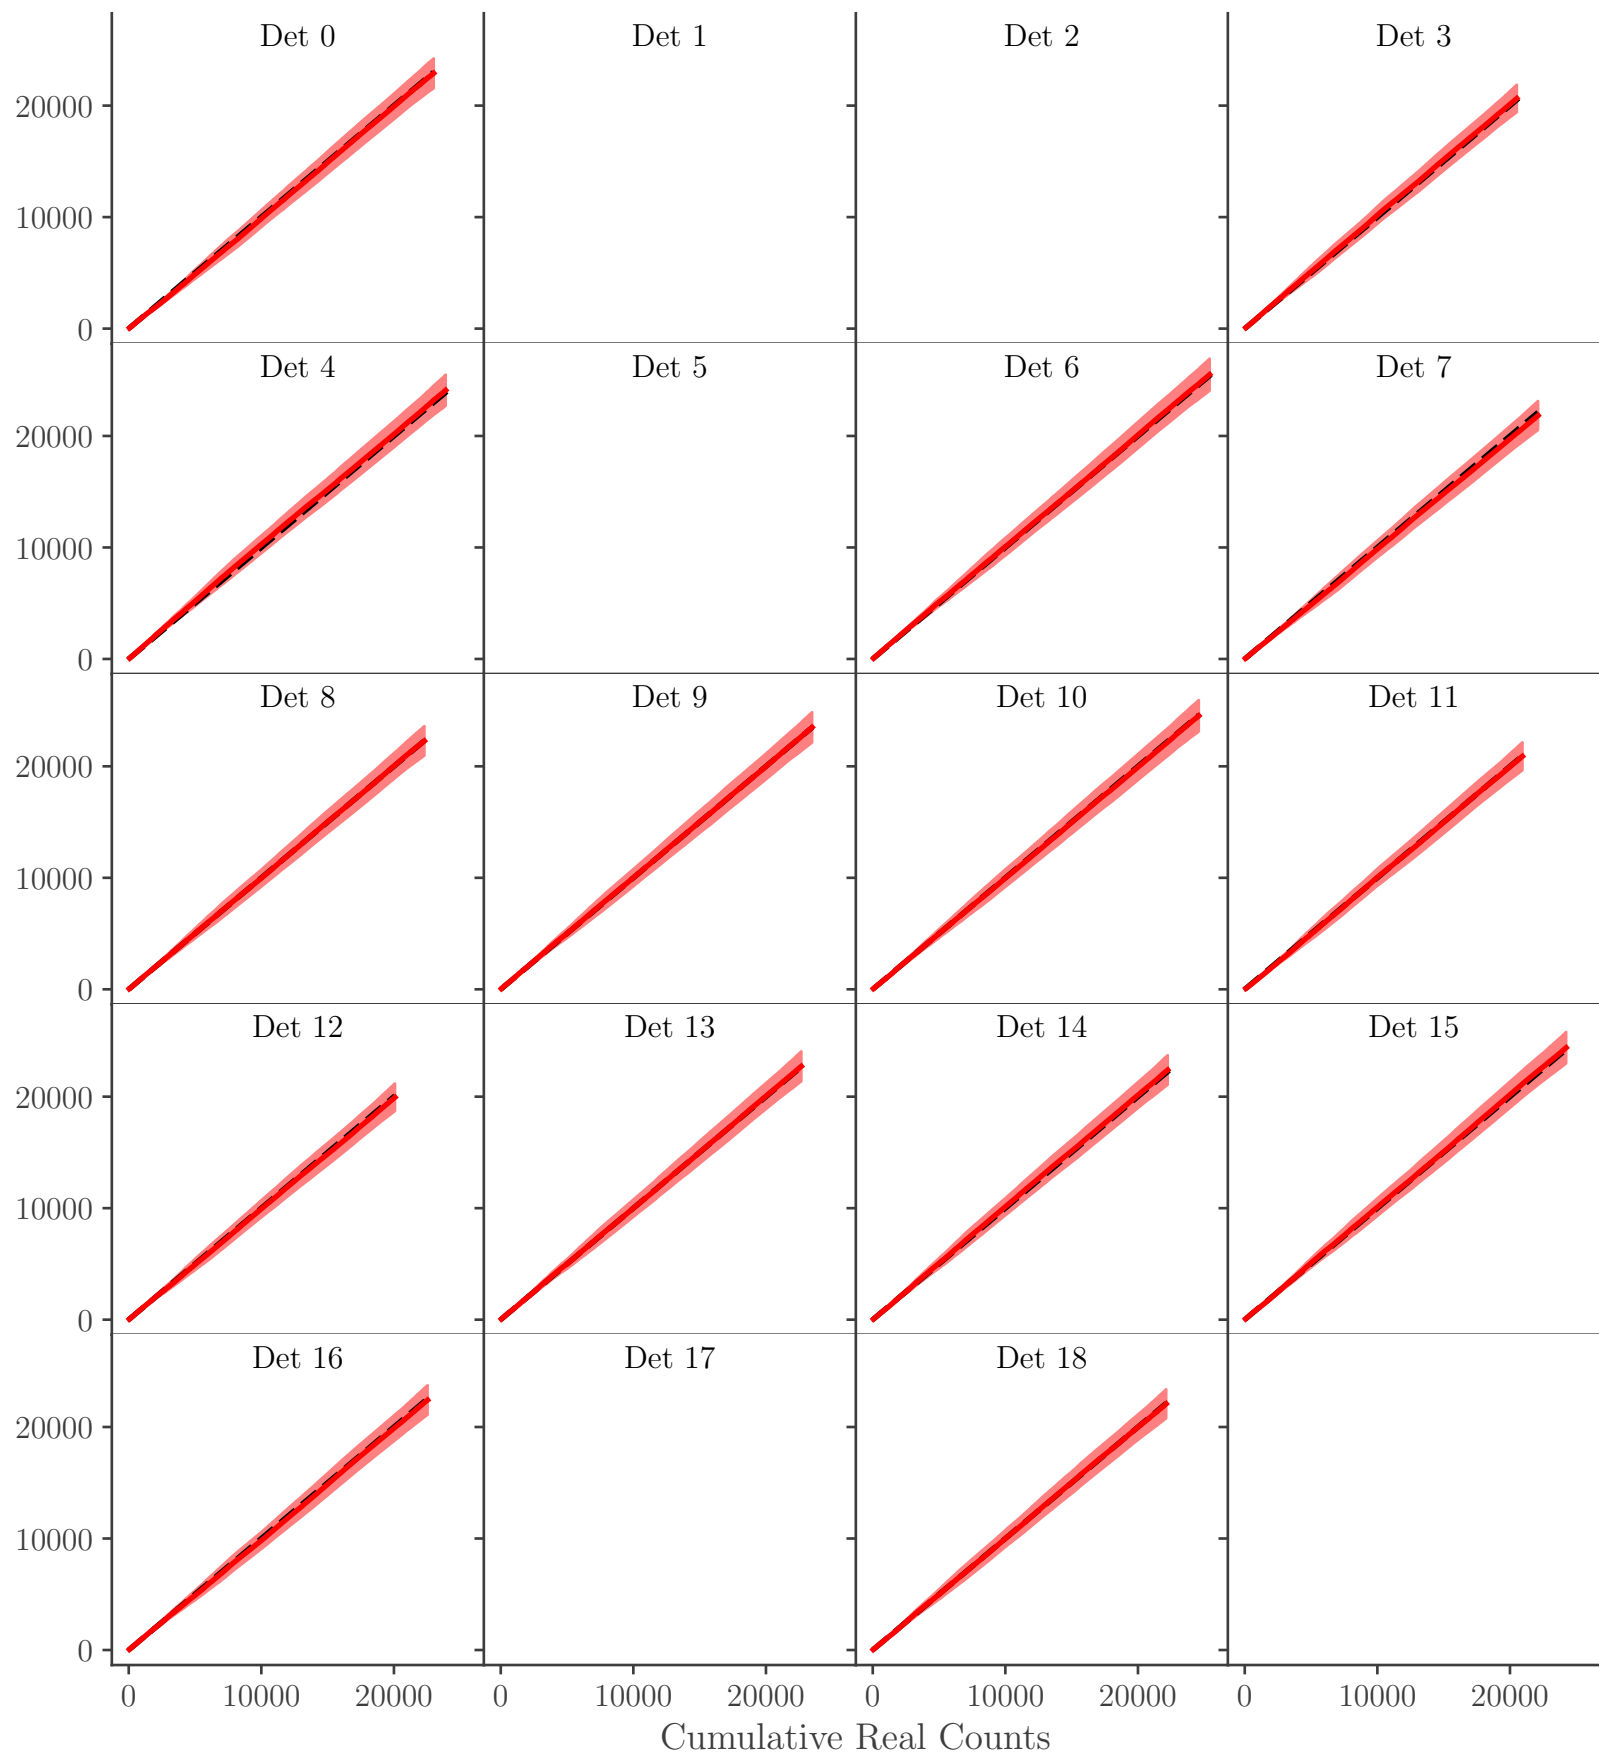 Det 0 Det 1 Det 2 Det 3
20000
10000
0
Det 4 Det 5 Det 6 Det 7
20000
10000
0
Det 8 Det 9 Det 10 Det 11
20000
10000
0
Det 12 Det 13 Det 14 Det 15
20000
10000
0
Det 16 Det 17 Det 18
20000
10000
0
0 10000 20000 0 10000 20000 0 10000 20000 0 10000 20000
Cumulative Real Counts